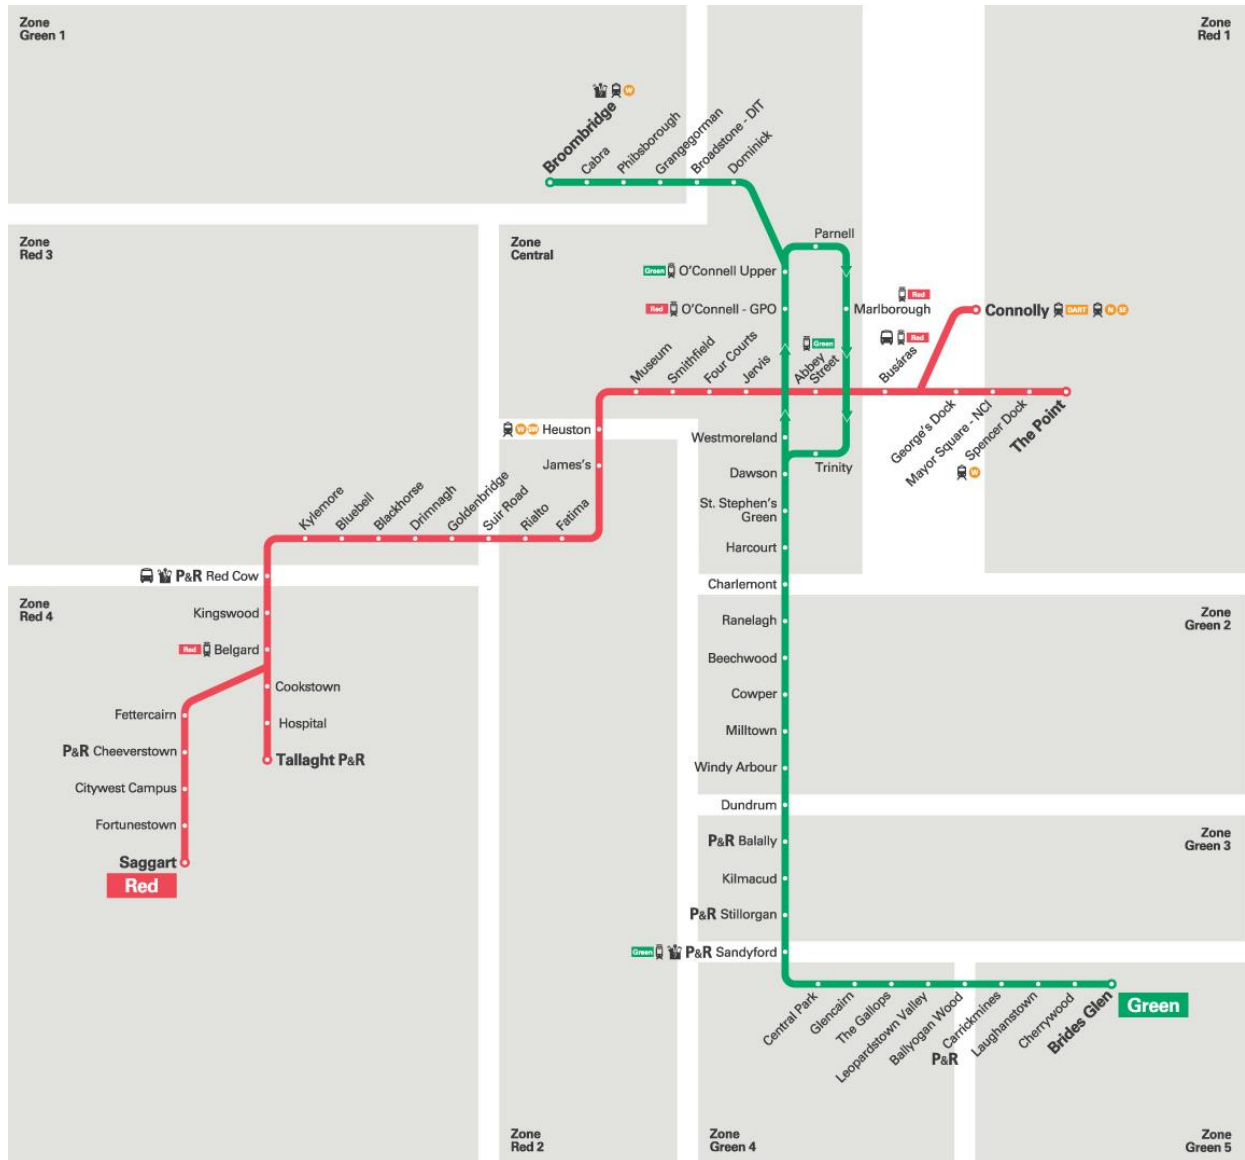 Zone
Green 1
Zone
Red 1
W
Broombridge
Cabra
Phibsborough
Grangegorman
Broadstone - DIT
Dominick
Zone
Red 3
Zone
Central
Parnell
Green O'Connell Upper
Red O'Connell - GPO
Marlborough
Red
Connolly DART N SE
Red
Green
Museum
Smithfield
Four Courts
Jervis
Abbey
Street
Busáras
George's Dock
Mayor Square - NCI
Spencer Dock
W
The Point
W SW Heuston
James's
Westmoreland
Trinity
Dawson
St. Stephen's
Green
Harcourt
Kylemore
Bluebell
Blackhorse
Drimnagh
Goldenbridge
Suir Road
Rialto
Fatima
P&R Red Cow
Charlemont
Zone
Red 4
Zone
Green 2
Kingswood
Ranelagh
Red Belgard
Beechwood
Cookstown
Cowper
Fettercairn
Hospital
Milltown
P&R Cheeverstown
Tallaght P&R
Windy Arbour
Citywest Campus
Dundrum
Fortunestown
Zone
Green 3
P&R Balally
Saggart
Red
Kilmacud
P&R Stillorgan
Green P&R Sandyford
Central Park
Glencairn
The Gallops
Leopardstown Valley
Ballyogan Wood
Carrickmines
P&R
Laughanstown
Cherrywood
Brides Glen
Green
Zone
Red 2
Zone
Green 4
Zone
Green 5